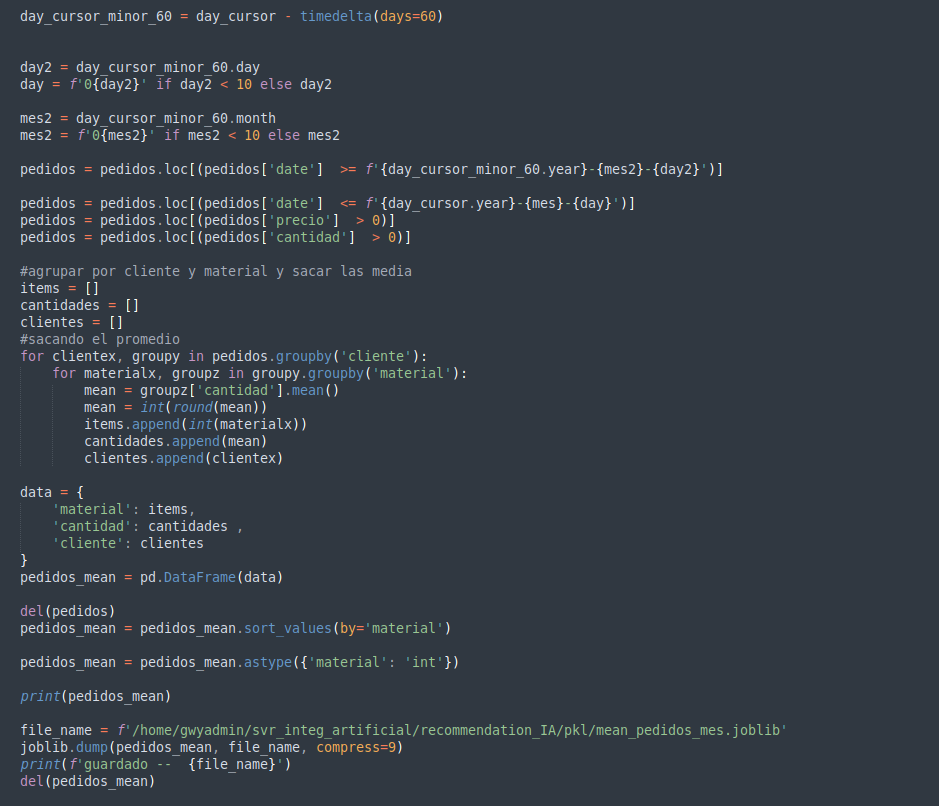 day_cursor_minor_60 = day_cursor - timedelta(days=60)
day2 = day_cursor_minor_60.day
day = f'0{day2}' if day2 < 10 else day2
mes2 = day_cursor_minor_60.month
mes2 = f'0{mes2}' if mes2 < 10 else mes2
pedidos = pedidos.loc[(pedidos['date']  >= f'{day_cursor_minor_60.year}-{mes2}-{day2}')]
pedidos = pedidos.loc[(pedidos['date']  <= f'{day_cursor.year}-{mes}-{day}')]
pedidos = pedidos.loc[(pedidos['precio']  > 0)]
pedidos = pedidos.loc[(pedidos['cantidad']  > 0)]
#agrupar por cliente y material y sacar las media
items = []
cantidades = []
clientes = []
#sacando el promedio
for clientex, groupy in pedidos.groupby('cliente'):
    for materialx, groupz in groupy.groupby('material'):
        mean = groupz['cantidad'].mean()
        mean = int(round(mean))
        items.append(int(materialx))
        cantidades.append(mean)
        clientes.append(clientex)
data = {
    'material': items,
    'cantidad': cantidades ,
    'cliente': clientes
}
pedidos_mean = pd.DataFrame(data)
del(pedidos)
pedidos_mean = pedidos_mean.sort_values(by='material')
pedidos_mean = pedidos_mean.astype({'material': 'int'})
print(pedidos_mean)
file_name = f'/home/gwyadmin/svr_integ_artificial/recommendation_IA/pkl/mean_pedidos_mes.joblib'
joblib.dump(pedidos_mean, file_name, compress=9)
print(f'guardado --  {file_name}')
del(pedidos_mean)